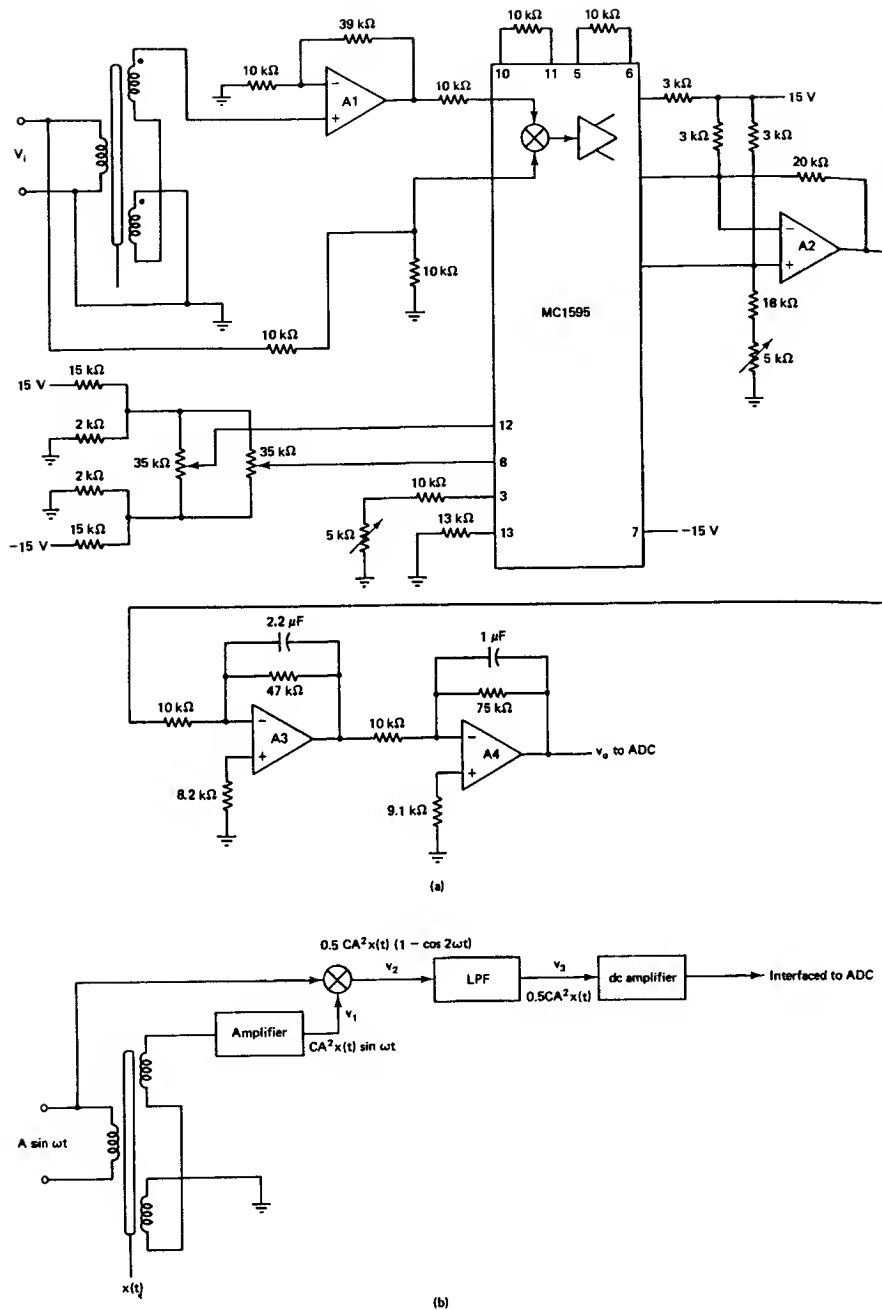 10 kΩ
10 kΩ
39 kΩ
10 kΩ
A1
10 kΩ
10
11
5
6
3 kΩ
15 V
3 kΩ
3 kΩ
20 kΩ
V i
A2
10 kΩ
10 kΩ
MC1595
18 kΩ
5 kΩ
15 kΩ
15 V
2 kΩ
35 kΩ
35 kΩ
12
8
2 kΩ
15 kΩ
-15 V
10 kΩ
3
5 kΩ
13 kΩ
13
7
-15 V
2.2 μF
47 kΩ
10 kΩ
A3
8.2 kΩ
1 μF
75 kΩ
10 kΩ
A4
9.1 kΩ
vo to ADC
(a)
0.5 CA²x(t) (1 − cos 2ωt)
v2
LPF
v3
0.5CA²x(t)
dc amplifier
Interfaced to ADC
v1
Amplifier
CA²x(t) sin ωt
A sin ωt
x(t)
(b)